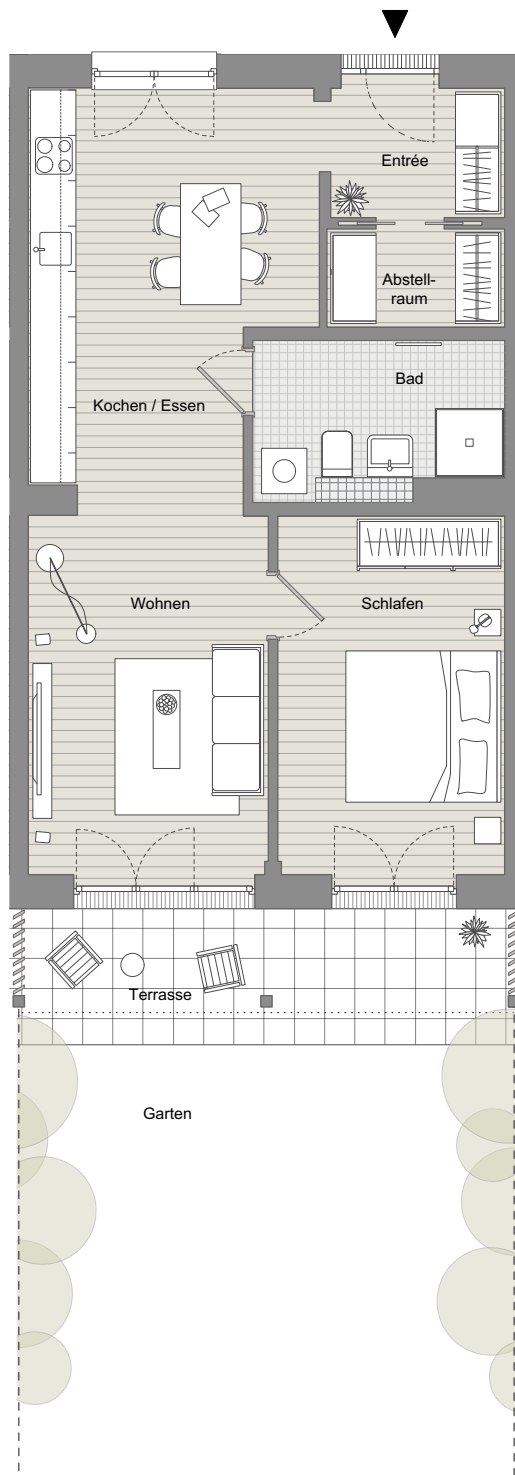 Entrée
Abstell-
raum
Bad
Kochen / Essen
Wohnen
Schlafen
Terrasse
Garten